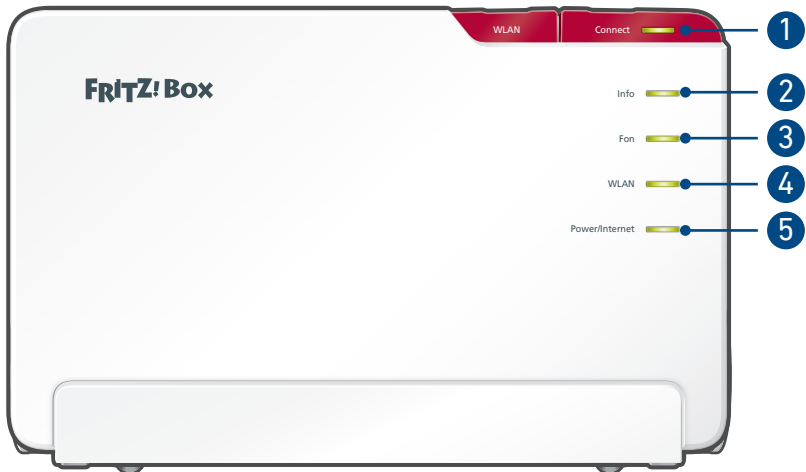 WLAN
Connect
1
FRITZ! Box
Info
2
Fon
3
WLAN
4
Power/Internet
5